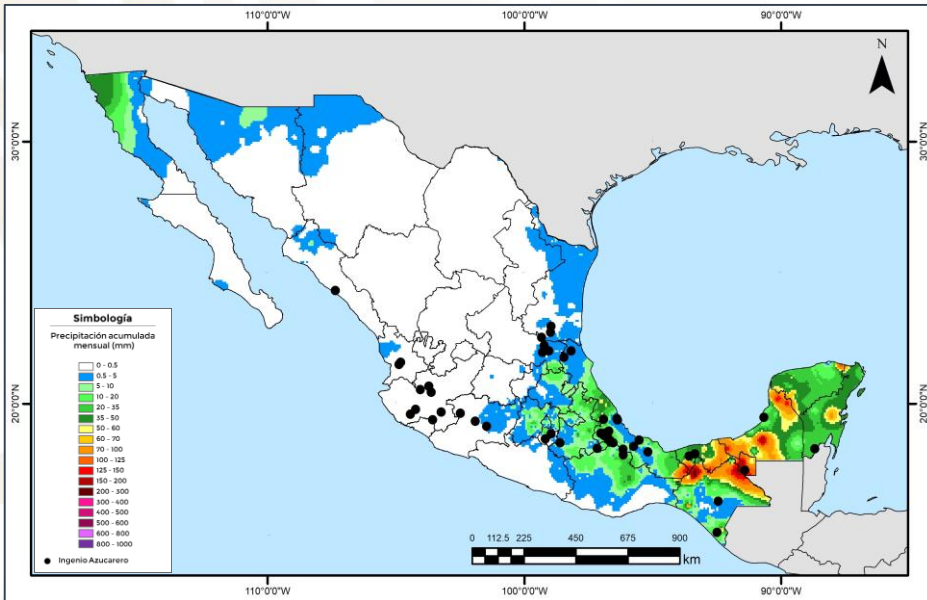 110°0'0"W
100°0'0"W
90°0'0"W
N
30°0'0"N
30°0'0"N
20°0'0"N
20°0'0"N
Simbología
Precipitación acumulada
mensual (mm)
0 - 0.5
0.5 - 5
5 - 10
10 - 20
20 - 35
35 - 50
50 - 60
60 - 70
70 - 100
100 - 125
125 - 150
150 - 200
200 - 300
300 - 400
400 - 500
500 - 600
600 - 800
800 - 1000
Ingenio Azucarero
0 112.5 225 450 675 900
km
110°0'0"W
100°0'0"W
90°0'0"W